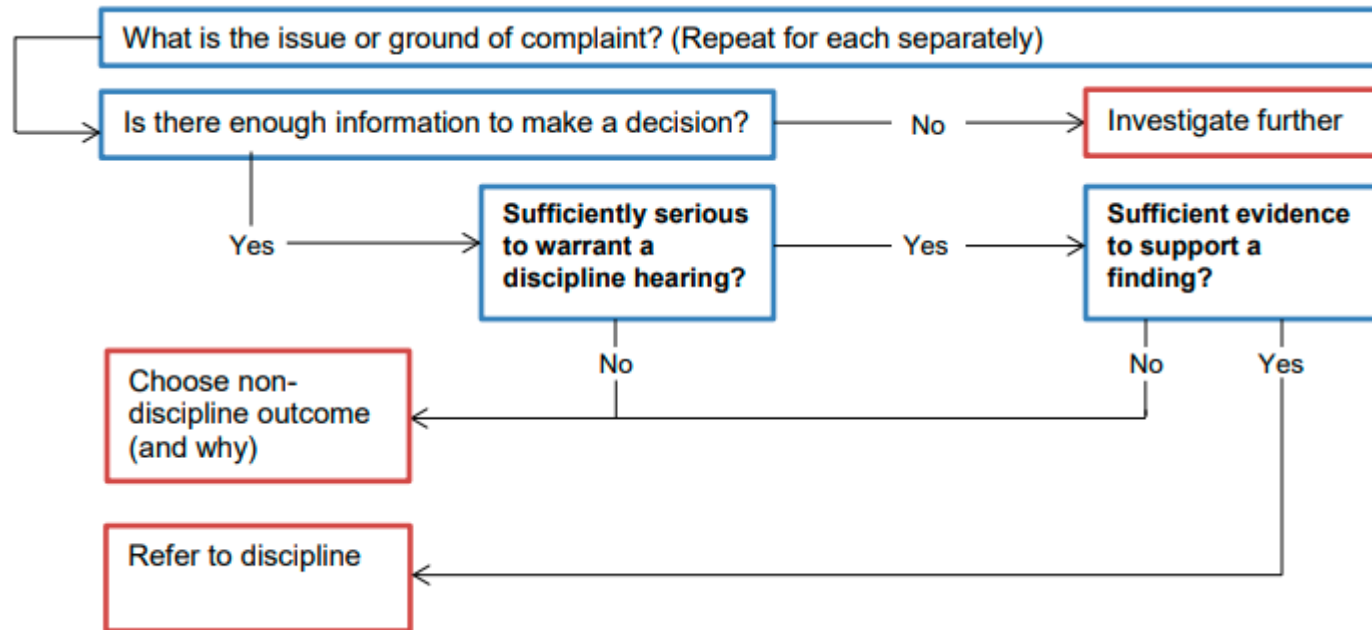 What is the issue or ground of complaint? (Repeat for each separately)
Is there enough information to make a decision?
No
Investigate further
Yes
Sufficiently serious
to warrant a
discipline hearing?
Yes
Sufficient evidence
to support a
finding?
No
No
Yes
Choose non-
discipline outcome
(and why)
Refer to discipline